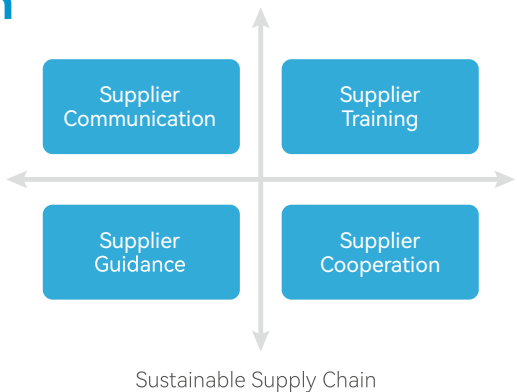 Supplier
Communication
Supplier
Training
Supplier
Guidance
Supplier
Cooperation
Sustainable Supply Chain